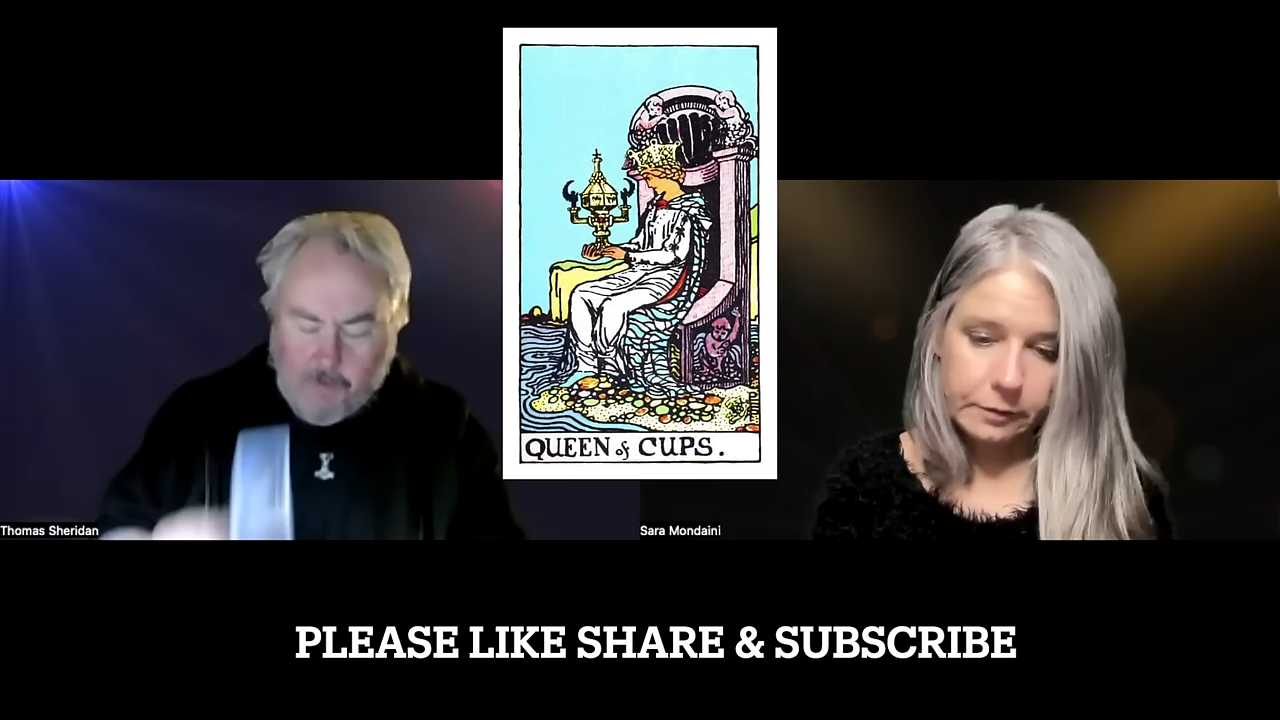 QUEEN of CUPS.
Thomas Sheridan
Sara Mondaini
PLEASE LIKE SHARE & SUBSCRIBE